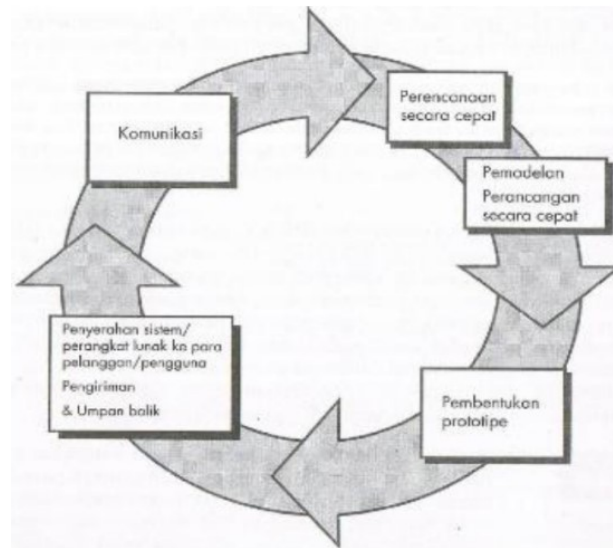 Komunikasi
Perencanaan
secara cepat
Pemodelan
Perancangan
secara cepat
Pembentukan
prototipe
Penyerahan sistem/
perangkat lunak kn para
pelanggan/pengguna
Pengiriman
& Umpan balik